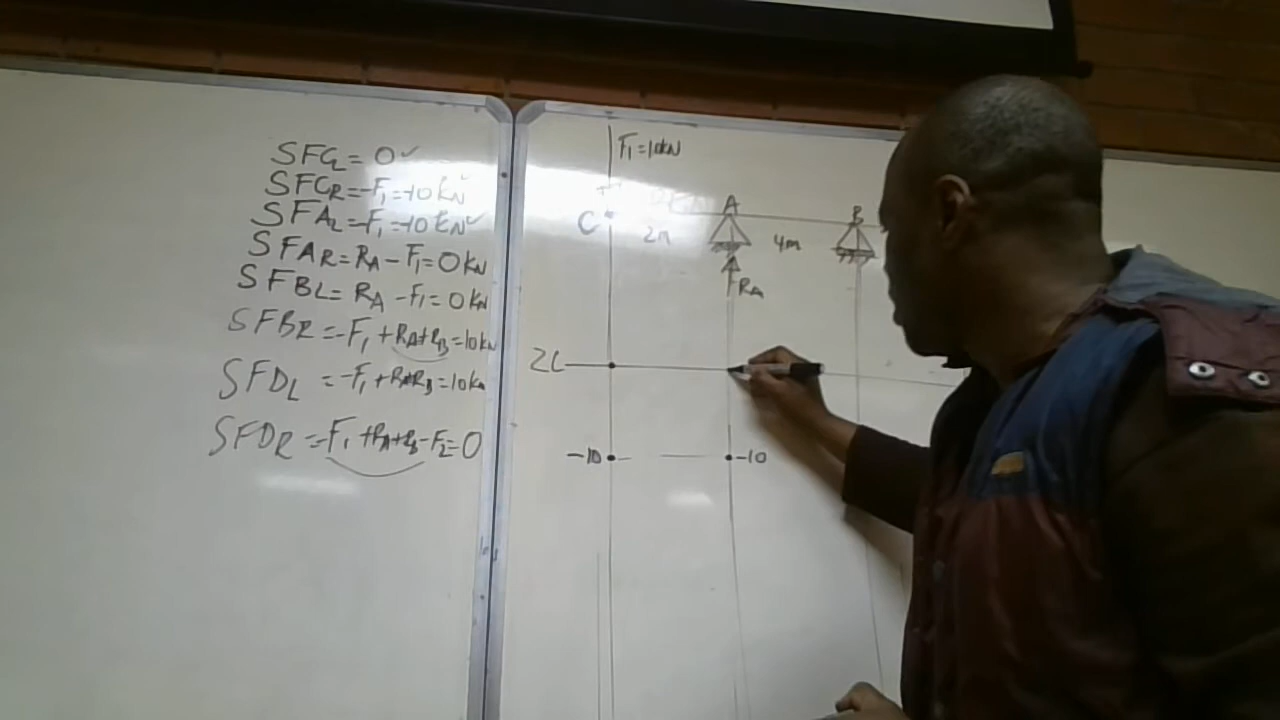 SFCL = 0 ✓
SFCR = -F1 = -10 kN
SFAL = -F1 = -10 kN ✓
SFAR = RA - F1 = 0 kN
SFBL = RA - F1 = 0 kN
SFBR = -F1 + RA + RB = 10 kN
SFDL = -F1 + RA + RB = 10 kN
SFDR = -F1 + RA + RB - F2 = 0
F1 = 10 kN
C A B
2m 4m
RA
ZL
-10 -10